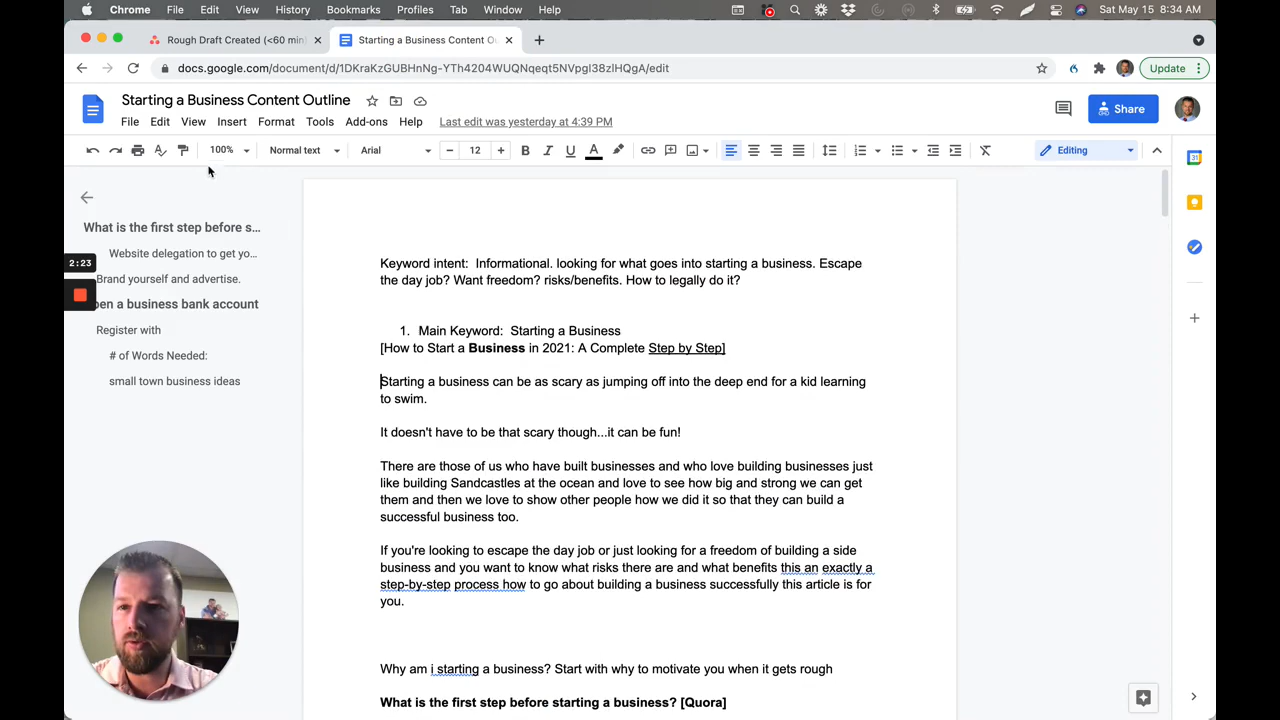 Chrome File Edit View History Bookmarks Profiles Tab Window Help Sat May 15 8:34 AM
Rough Draft Created (<60 min Starting a Business Content Ou
docs.google.com/document/d/1DKraKzGUBHnNg-YTh4204WUQNqeqt5NVpgI38zlHQgA/edit Update
Starting a Business Content Outline
Share
File Edit View Insert Format Tools Add-ons Help Last edit was yesterday at 4:39 PM
100% Normal text Arial 12 B I U A Editing
31
What is the first step before s...
Website delegation to get yo...
2:23
Brand yourself and advertise.
pen a business bank account
Register with
# of Words Needed:
small town business ideas
Keyword intent: Informational. looking for what goes into starting a business. Escape
the day job? Want freedom? risks/benefits. How to legally do it?
1. Main Keyword: Starting a Business
[How to Start a Business in 2021: A Complete Step by Step]
Starting a business can be as scary as jumping off into the deep end for a kid learning
to swim.
It doesn't have to be that scary though...it can be fun!
There are those of us who have built businesses and who love building businesses just
like building Sandcastles at the ocean and love to see how big and strong we can get
them and then we love to show other people how we did it so that they can build a
successful business too.
If you're looking to escape the day job or just looking for a freedom of building a side
business and you want to know what risks there are and what benefits this an exactly a
step-by-step process how to go about building a business successfully this article is for
you.
Why am i starting a business? Start with why to motivate you when it gets rough
What is the first step before starting a business? [Quora]